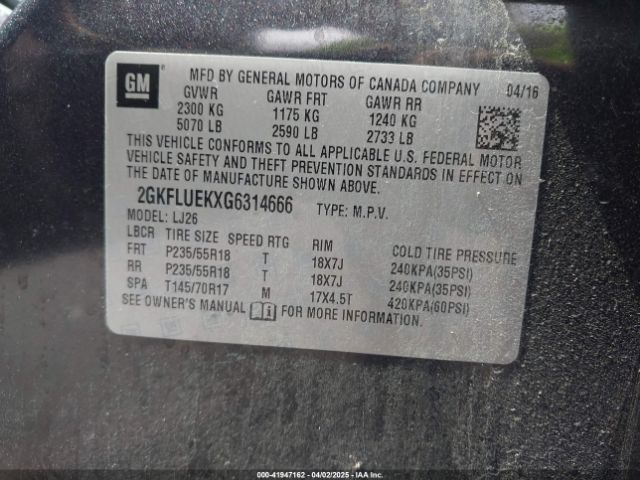 GM ®
MFD BY GENERAL MOTORS OF CANADA COMPANY 04/16
GVWR GAWR FRT GAWR RR
2300 KG 1175 KG 1240 KG
5070 LB 2590 LB 2733 LB
THIS VEHICLE CONFORMS TO ALL APPLICABLE U.S. FEDERAL MOTOR
VEHICLE SAFETY AND THEFT PREVENTION STANDARDS IN EFFECT ON
THE DATE OF MANUFACTURE SHOWN ABOVE.
2GKFLUEKXG6314666 TYPE: M.P.V.
MODEL: LJ26
LBCR TIRE SIZE SPEED RTG RIM COLD TIRE PRESSURE
FRT P235/55R18 T 18X7J 240KPA(35PSI)
RR P235/55R18 T 18X7J 240KPA(35PSI)
SPA T145/70R17 M 17X4.5T 420KPA(60PSI)
SEE OWNER'S MANUAL FOR MORE INFORMATION.
000-41947162 04/02/2025 IAAI.COM